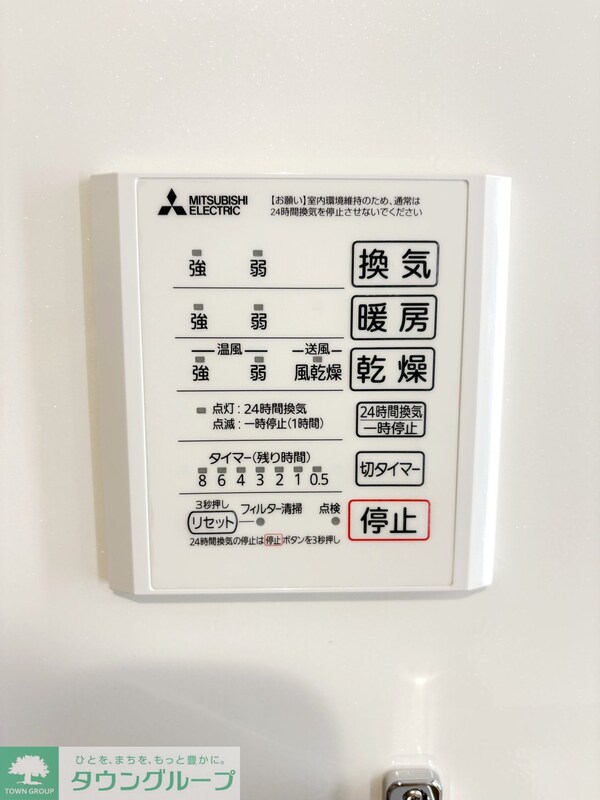 MITSUBISHI
ELECTRIC
【お願い】室内環境維持のため、通常は
24時間換気を停止させないでください
強 弱 換気
強 弱 暖房
温風 送風
強 弱 風乾燥 乾燥
点灯:24時間換気
点滅:一時停止(1時間)
24時間換気
一時停止
タイマー(残り時間)
8 6 4 3 2 1 0.5
切タイマー
3秒押し
リセット フィルター清掃 点検
停止
24時間換気の停止は停止ボタンを3秒押し
ひとを、まちを、もっと豊かに。
TOWN GROUP
タウングループ